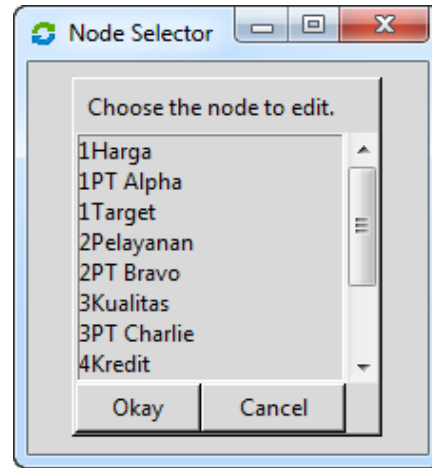 Node Selector
Choose the node to edit.
1Harga
1PT Alpha
1Target
2Pelayanan
2PT Bravo
3Kualitas
3PT Charlie
4Kredit
Okay Cancel